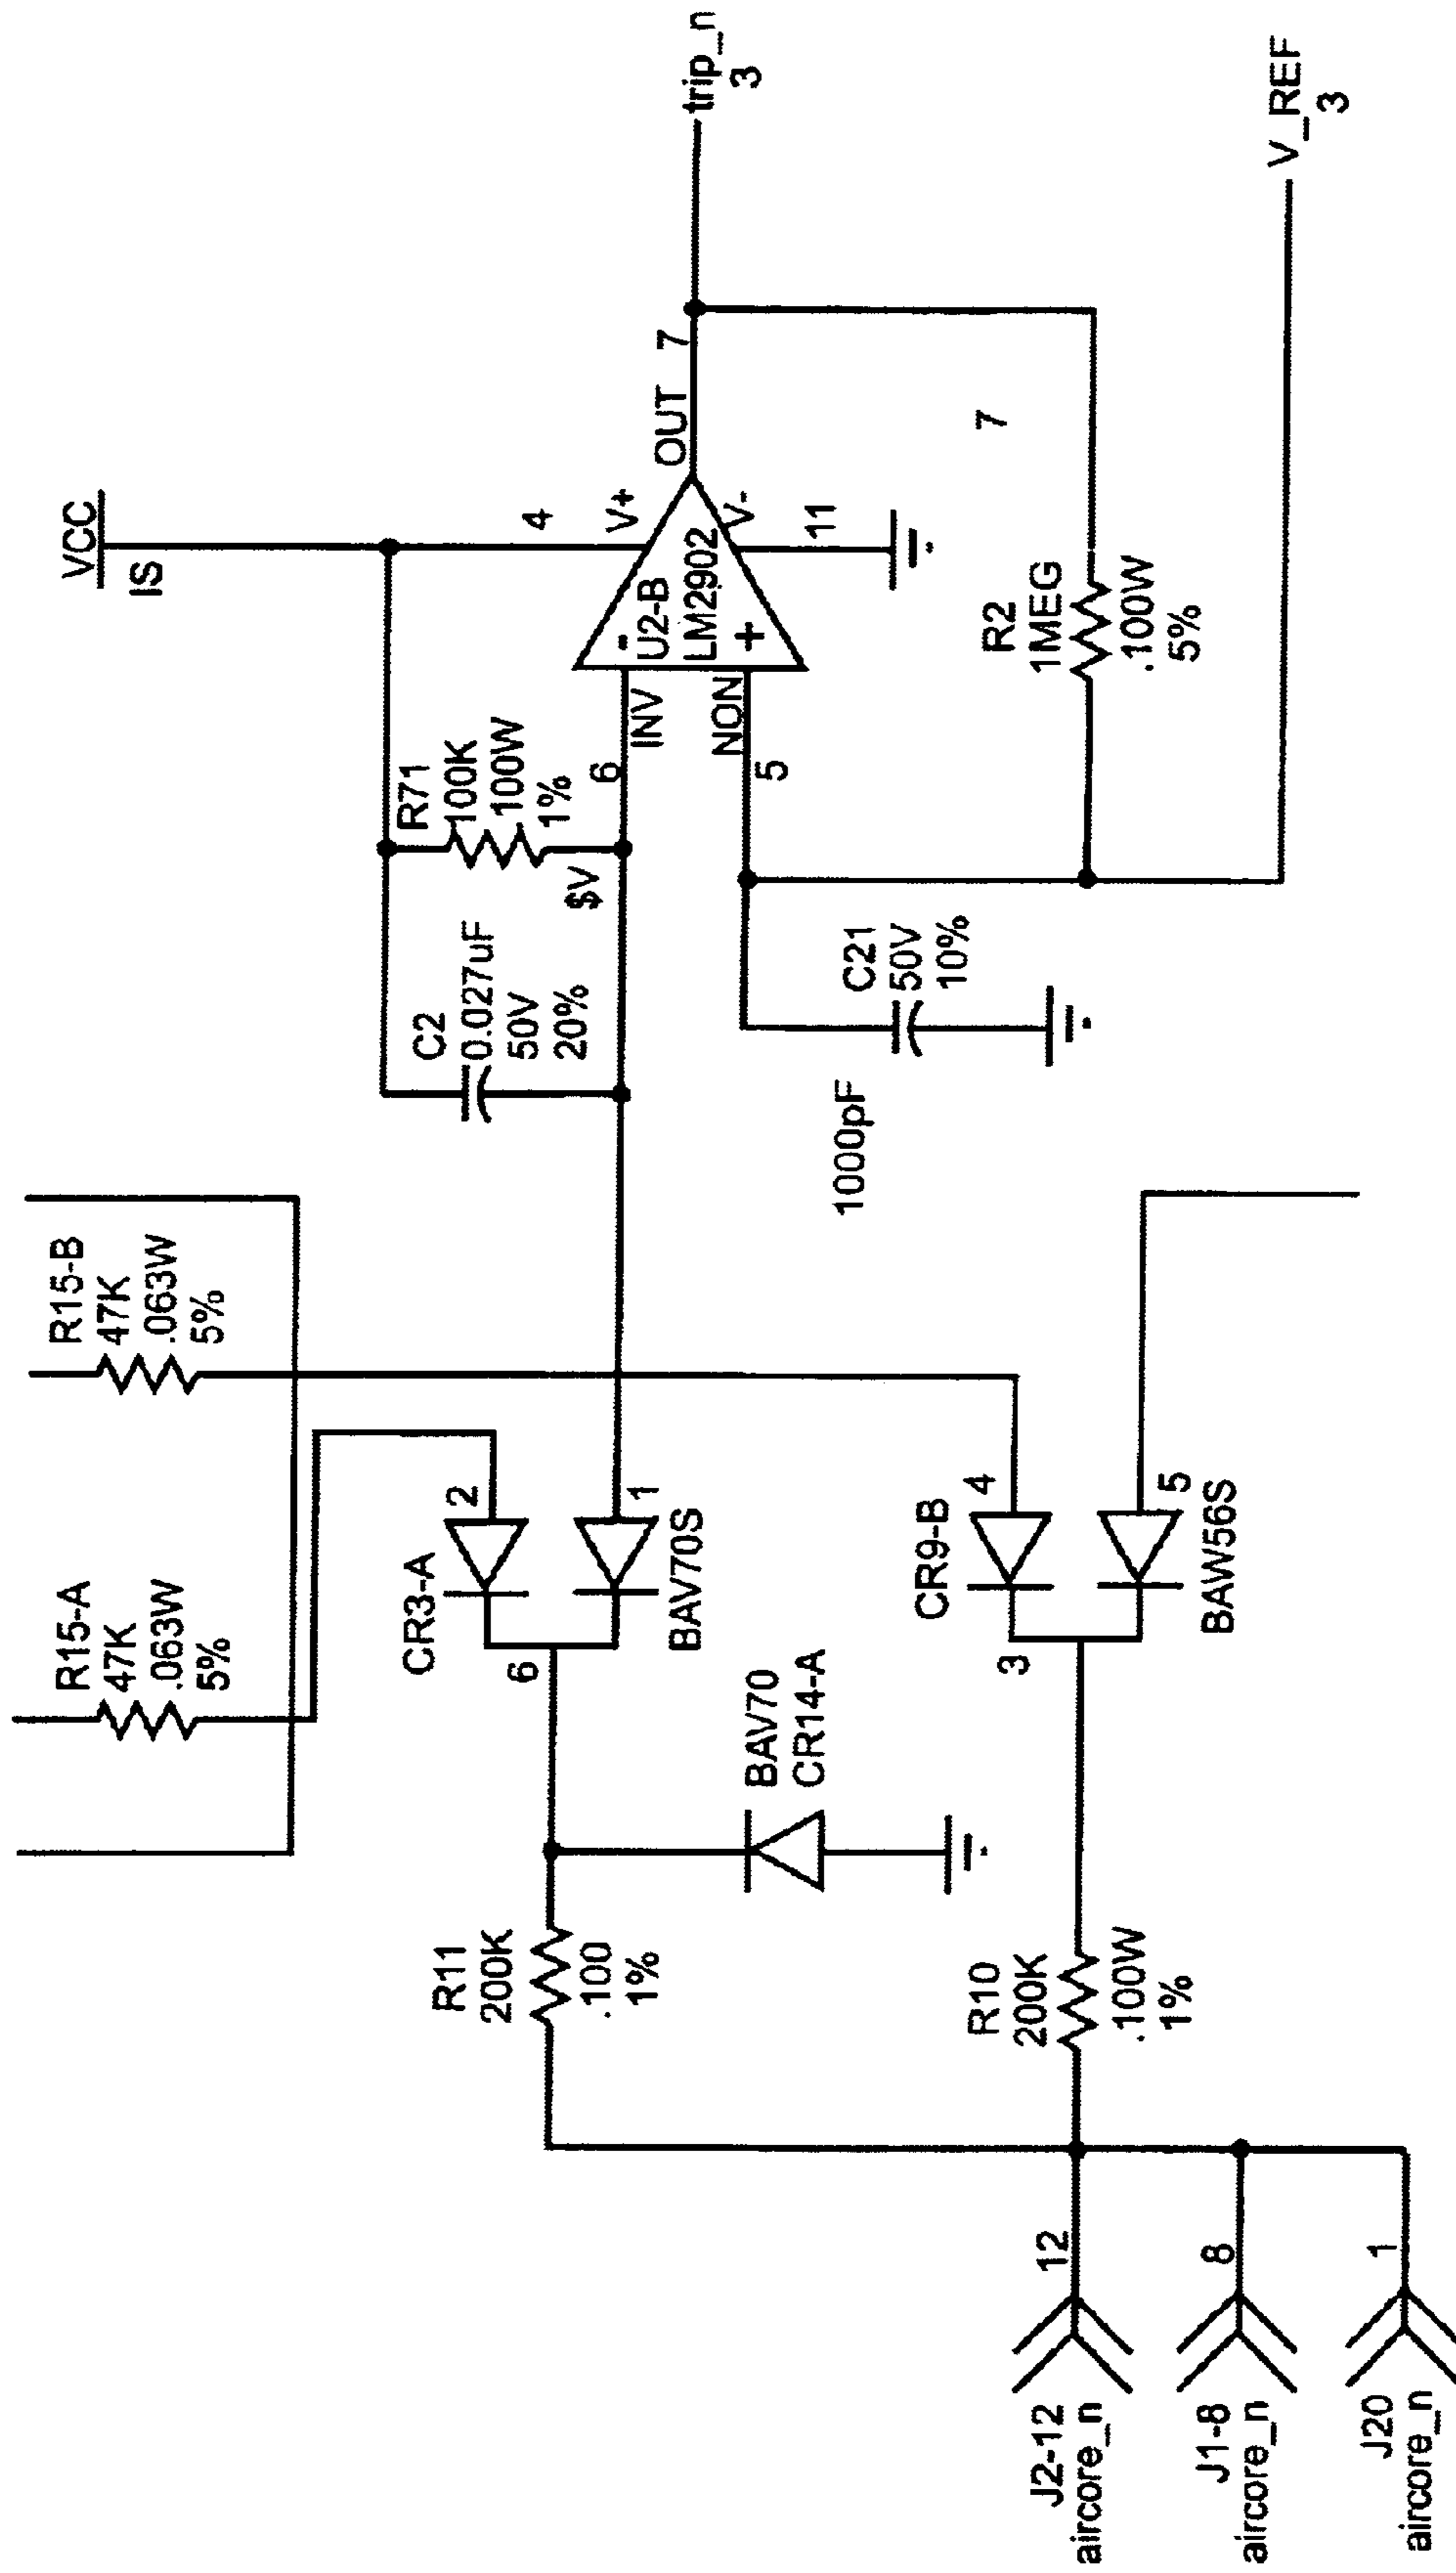 R15-A
47K
.063W
5%
R15-B
47K
.063W
5%
VCC
IS
CR3-A
2
6
1
BAV70S
C2
0.027uF
50V
20%
R71
100K
100W
1%
$V
6
INV
4
V+
-
U2-B
LM2902
+
V-
11
OUT
7
trip_n
3
NON
5
R11
200K
.100
1%
BAV70
CR14-A
1000pF
C21
50V
10%
R2
1MEG
.100W
5%
7
V_REF
3
CR9-B
4
3
5
BAW56S
R10
200K
.100W
1%
J2-12
aircore_n
12
J1-8
aircore_n
8
J20
aircore_n
1